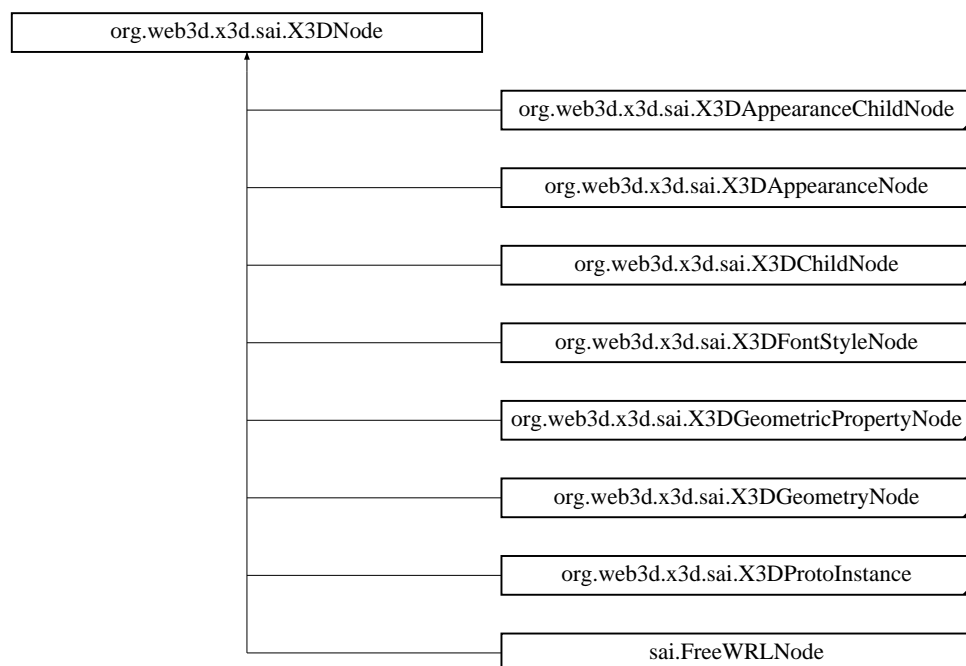 org.web3d.x3d.sai.X3DNode
org.web3d.x3d.sai.X3DAppearanceChildNode
org.web3d.x3d.sai.X3DAppearanceNode
org.web3d.x3d.sai.X3DChildNode
org.web3d.x3d.sai.X3DFontStyleNode
org.web3d.x3d.sai.X3DGeometricPropertyNode
org.web3d.x3d.sai.X3DGeometryNode
org.web3d.x3d.sai.X3DProtoInstance
sai.FreeWRLNode